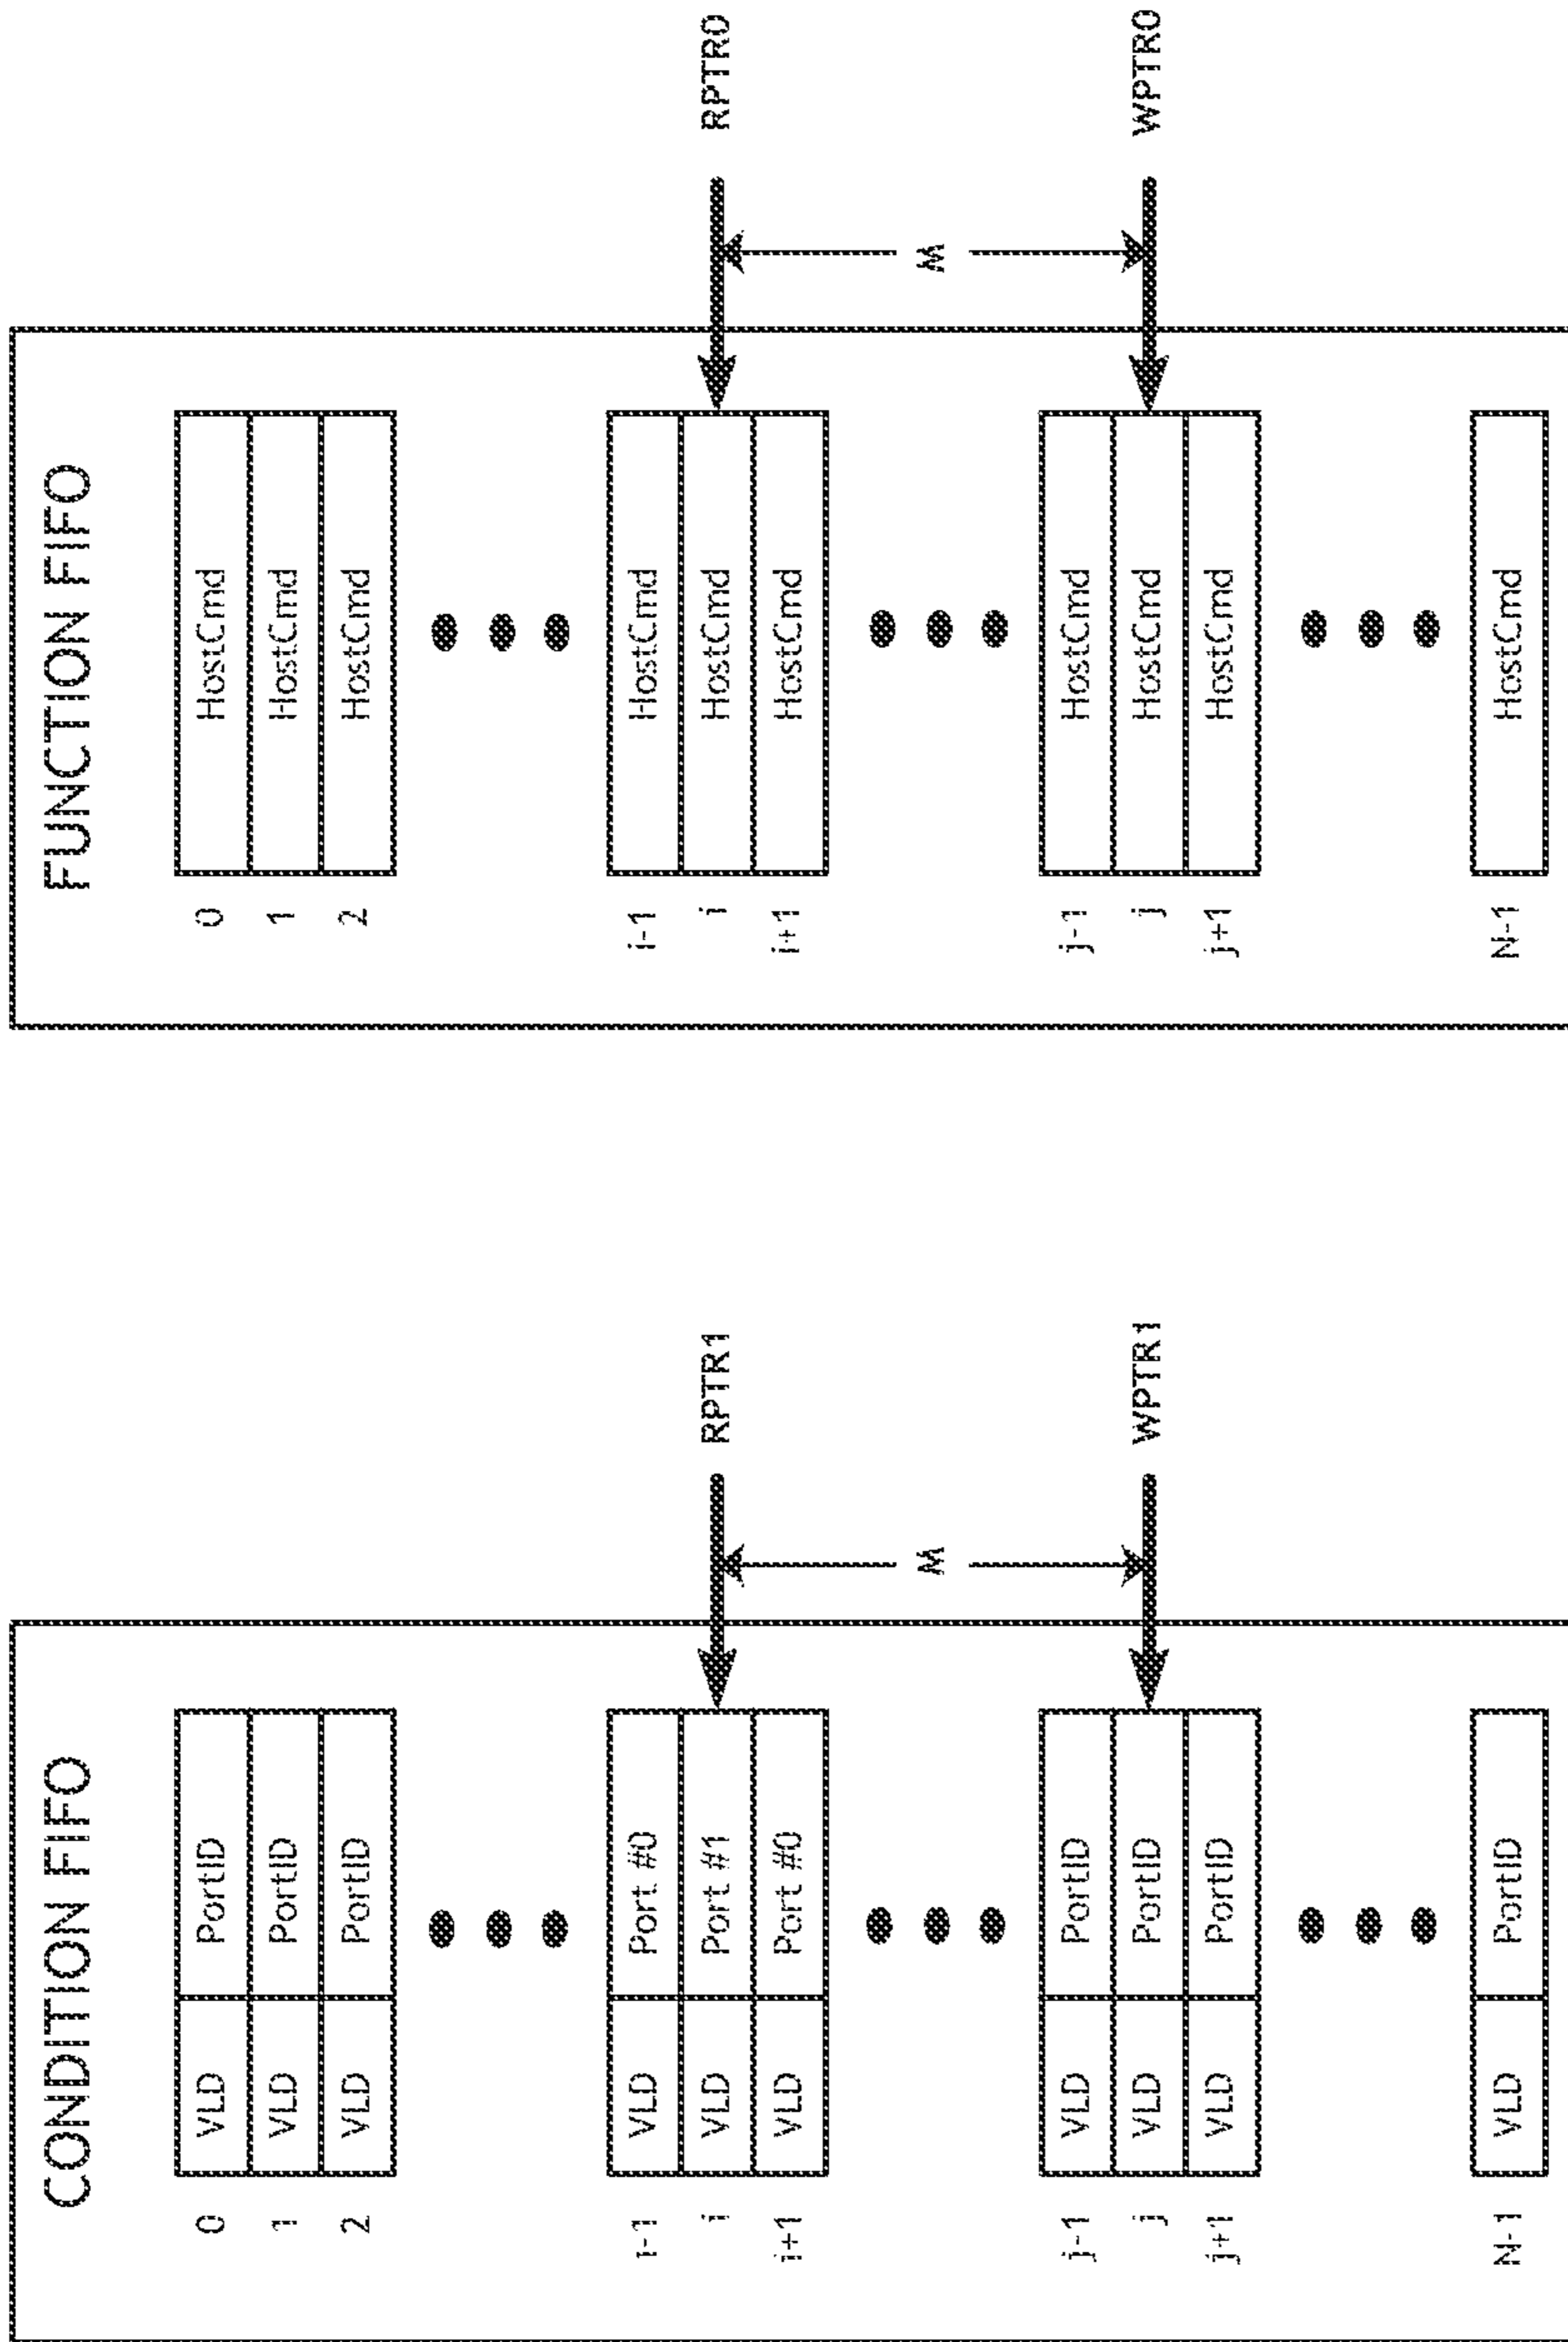 CONDITION FIFO
0 VLD PortID
1 VLD PortID
2 VLD PortID
i-1 VLD Port #0
i VLD Port #1 RPTR1
i+1 VLD Port #0
M
j-1 VLD PortID
j VLD PortID WPTR1
j+1 VLD PortID
N-1 VLD PortID
FUNCTION FIFO
0 HostCmd
1 HostCmd
2 HostCmd
i-1 HostCmd
i HostCmd RPTR0
i+1 HostCmd
M
j-1 HostCmd
j HostCmd WPTR0
j+1 HostCmd
N-1 HostCmd